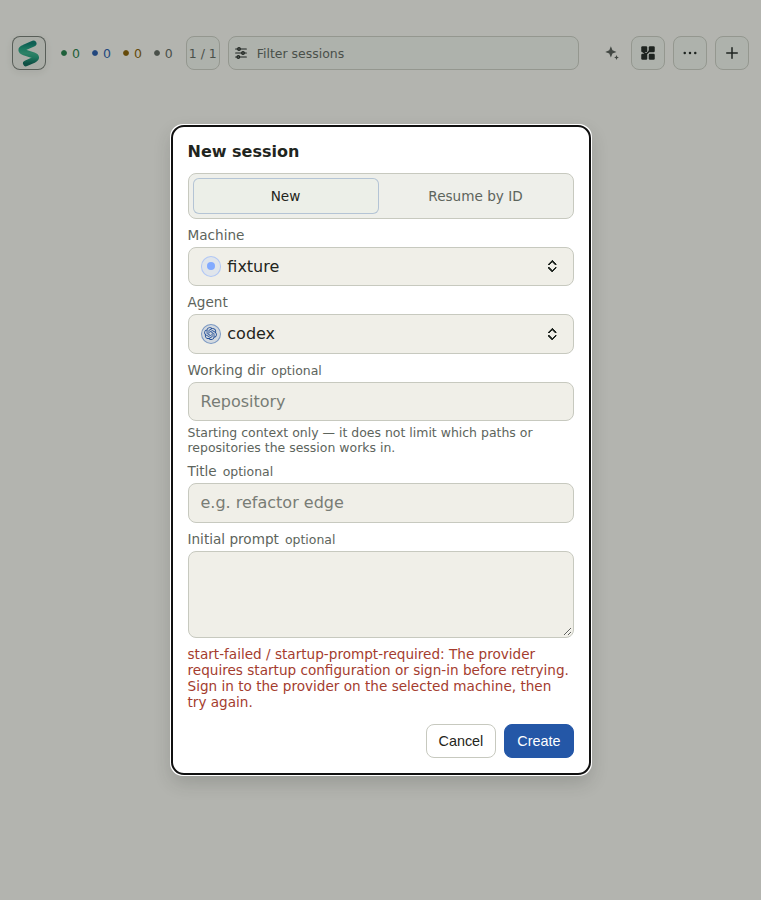 0 0 0 0 1 / 1 Filter sessions
New session
New Resume by ID
Machine
fixture
Agent
codex
Working dir optional
Repository
Starting context only — it does not limit which paths or
repositories the session works in.
Title optional
e.g. refactor edge
Initial prompt optional
start-failed / startup-prompt-required: The provider
requires startup configuration or sign-in before retrying.
Sign in to the provider on the selected machine, then
try again.
Cancel Create